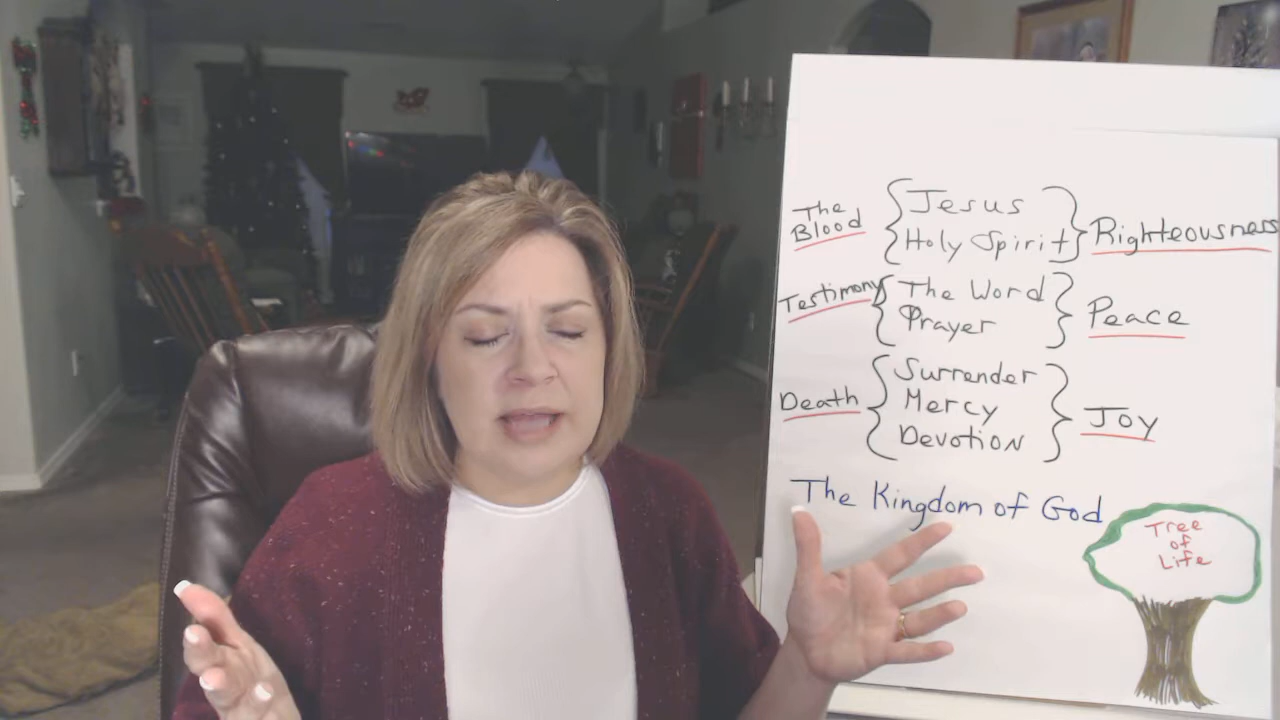 The
Blood
Jesus
Holy Spirit
Righteousness
Testimony
The Word
Prayer
Peace
Death
Surrender
Mercy
Devotion
Joy
The Kingdom of God
Tree
of
Life